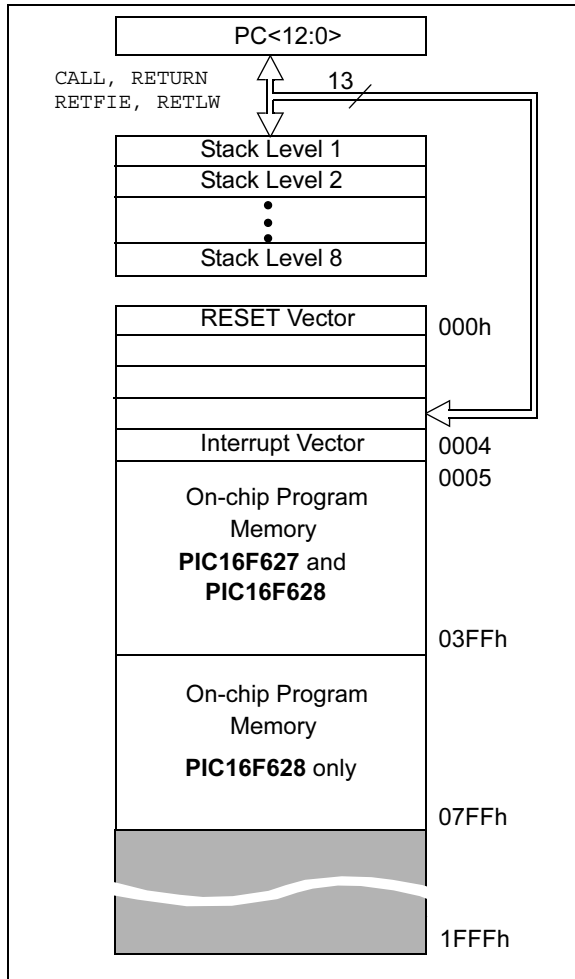 PC<12:0>
CALL, RETURN
RETFIE, RETLW
13
Stack Level 1
Stack Level 2
Stack Level 8
RESET Vector
000h
Interrupt Vector
0004
0005
On-chip Program
Memory
PIC16F627 and
PIC16F628
03FFh
On-chip Program
Memory
PIC16F628 only
07FFh
1FFFh